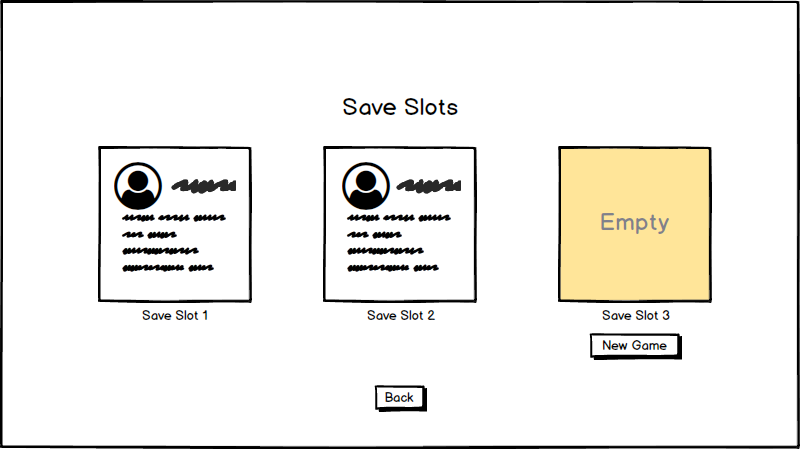 Save Slots
Empty
Save Slot 1
Save Slot 2
Save Slot 3
New Game
Back